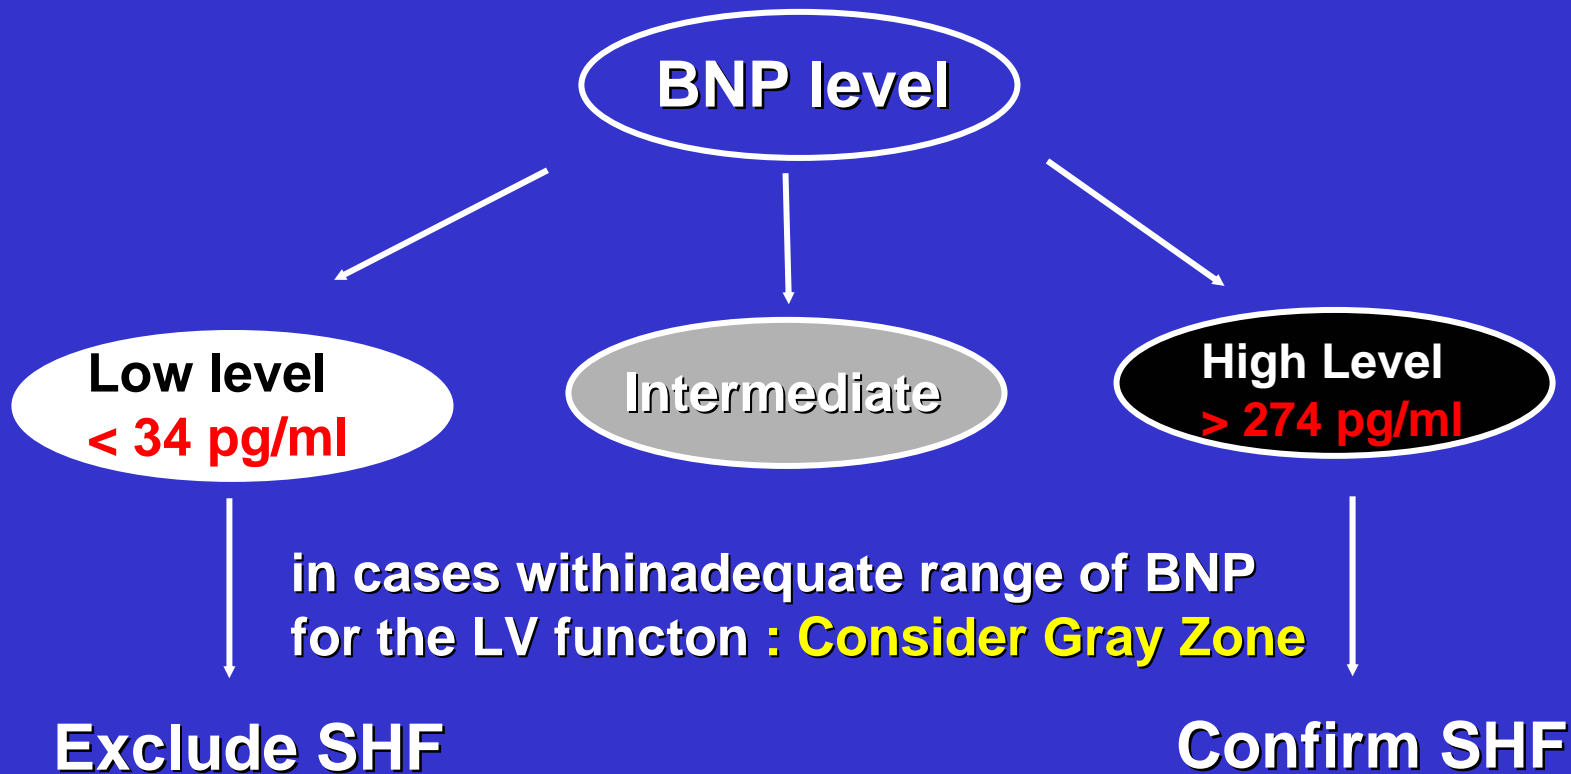 BNP level
Low level
< 34 pg/ml
Intermediate
High Level
> 274 pg/ml
in cases withinadequate range of BNP
for the LV functon : Consider Gray Zone
Exclude SHF
Confirm SHF